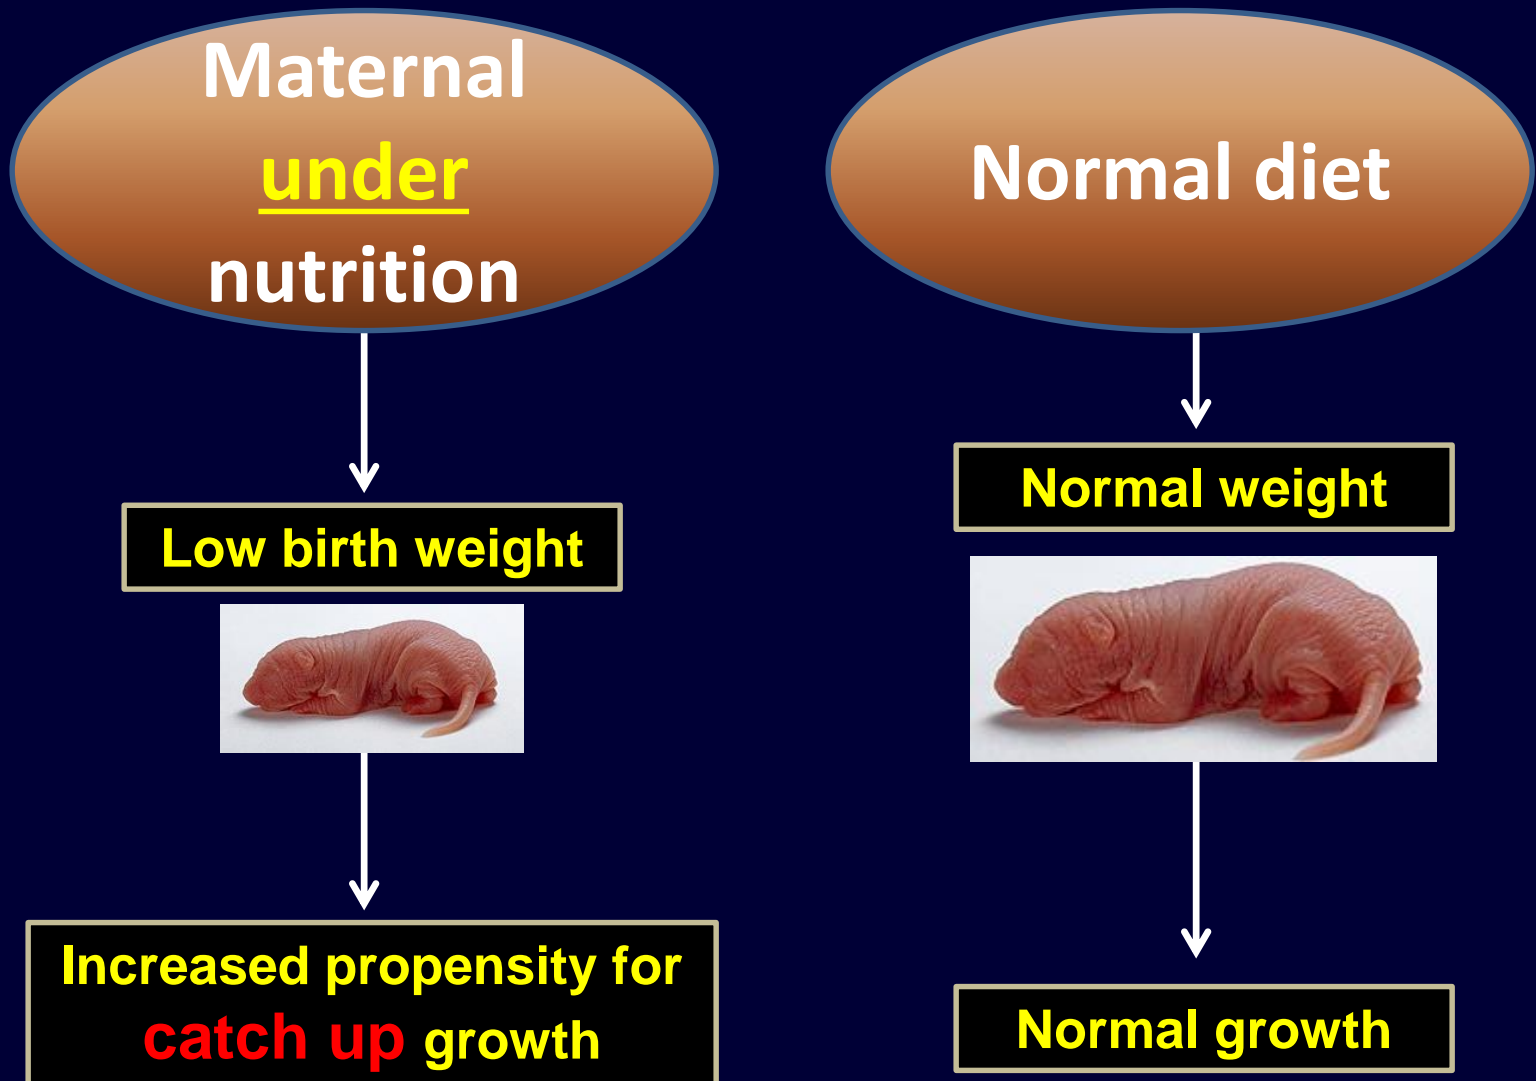 Maternal
under
nutrition
Low birth weight
Increased propensity for
catch up growth
Normal diet
Normal weight
Normal growth